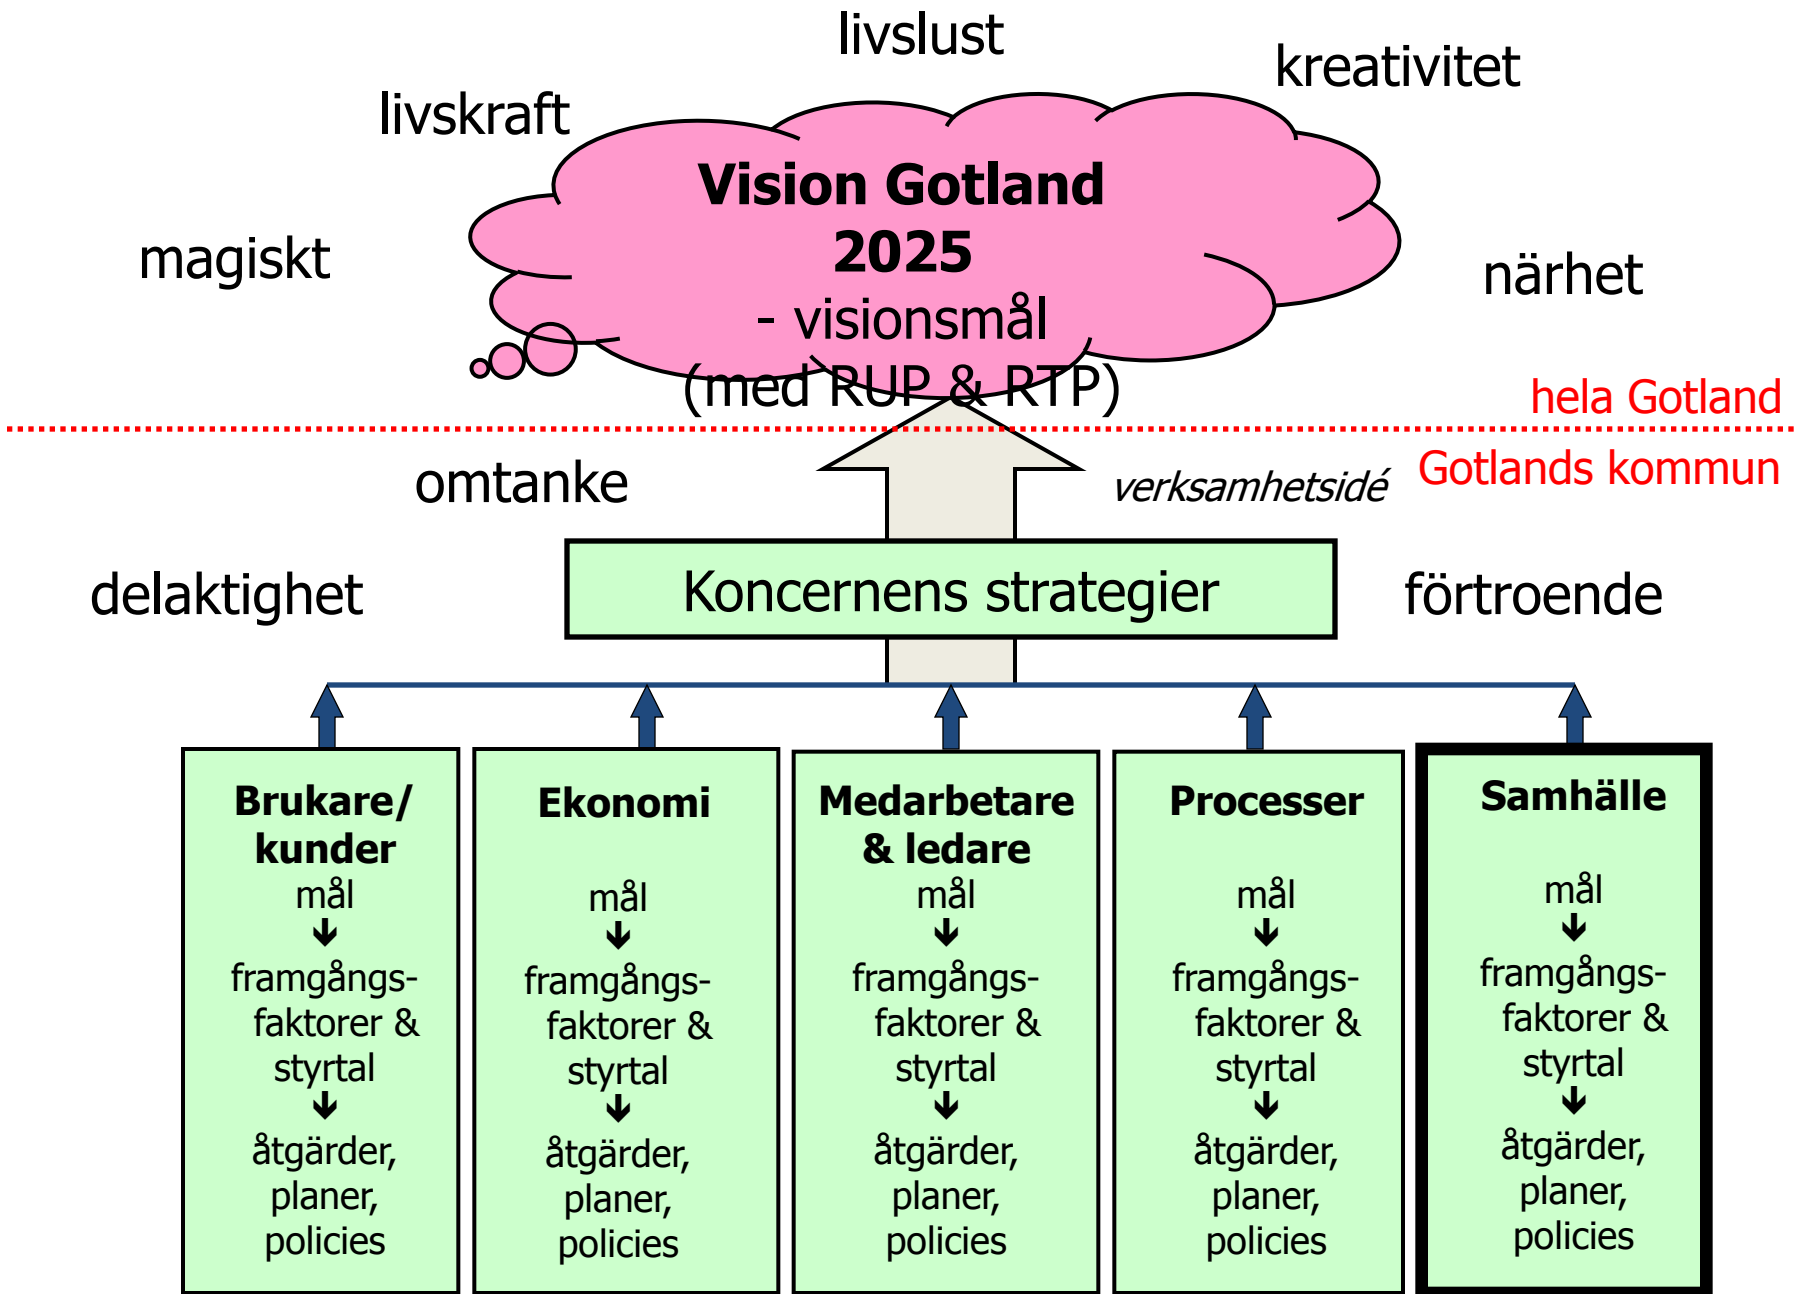 livslust
kreativitet
livskraft
Vision Gotland
2025
- visionsmål
(med RUP & RTP)
magiskt
närhet
hela Gotland
Gotlands kommun
omtanke
verksamhetsidé
delaktighet
Koncernens strategier
förtroende
Brukare/
kunder
mål
🡻
framgångs-
faktorer &
styrtal
🡻
åtgärder,
planer,
policies
Ekonomi
mål
🡻
framgångs-
faktorer &
styrtal
🡻
åtgärder,
planer,
policies
Medarbetare
& ledare
mål
🡻
framgångs-
faktorer &
styrtal
🡻
åtgärder,
planer,
policies
Processer
mål
🡻
framgångs-
faktorer &
styrtal
🡻
åtgärder,
planer,
policies
Samhälle
mål
🡻
framgångs-
faktorer &
styrtal
🡻
åtgärder,
planer,
policies